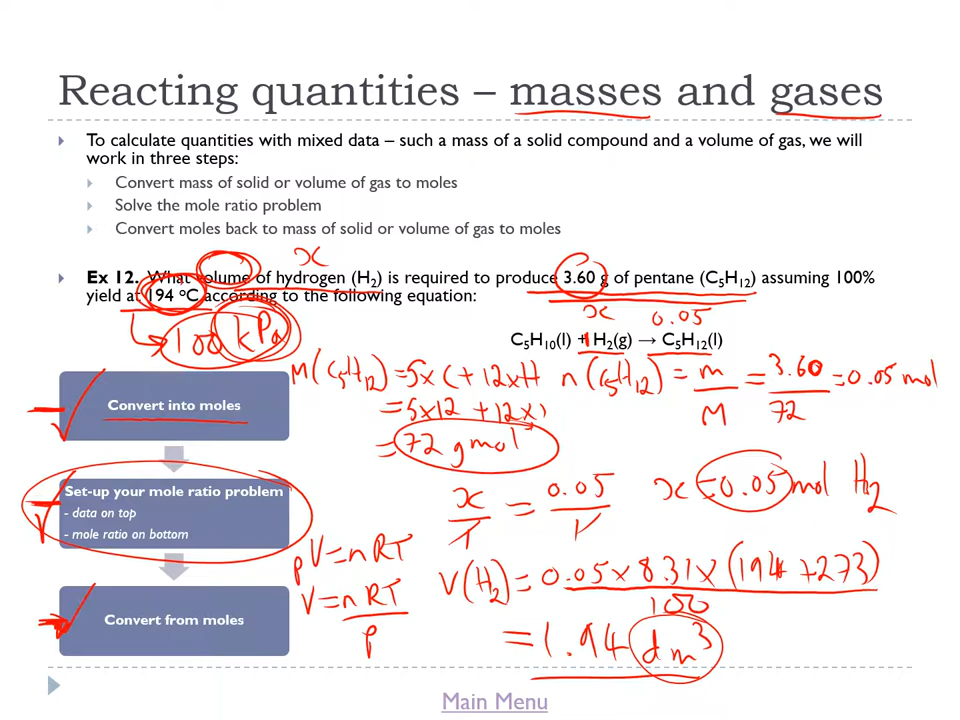 Reacting quantities – masses and gases
To calculate quantities with mixed data – such a mass of a solid compound and a volume of gas, we will
work in three steps:
Convert mass of solid or volume of gas to moles
Solve the mole ratio problem
Convert moles back to mass of solid or volume of gas to moles
x
Ex 12. What volume of hydrogen (H₂) is required to produce 3.60 g of pentane (C₅H₁₂) assuming 100%
yield at 194 °C according to the following equation:
100 kPa
x 0.05
C₅H₁₀(l) + 1 H₂(g) → C₅H₁₂(l)
M(C₅H₁₂) = 5xC + 12xH
= 5x12 + 12x1
= 72 gmol⁻¹
n(C₅H₁₂) = m/M = 3.60/72 = 0.05 mol
Convert into moles
Set-up your mole ratio problem
- data on top
- mole ratio on bottom
x/1 = 0.05/1
x = 0.05 mol H₂
pV = nRT
V = nRT/p
V(H₂) = 0.05 x 8.31 x (194 + 273)/100
= 1.94 dm³
Convert from moles
Main Menu